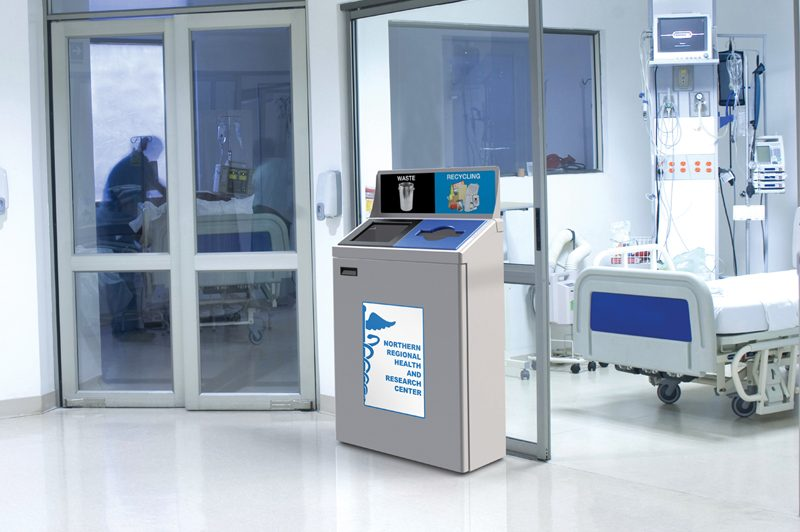 WASTE
RECYCLING
NORTHERN
REGIONAL
HEALTH
AND
RESEARCH
CENTER